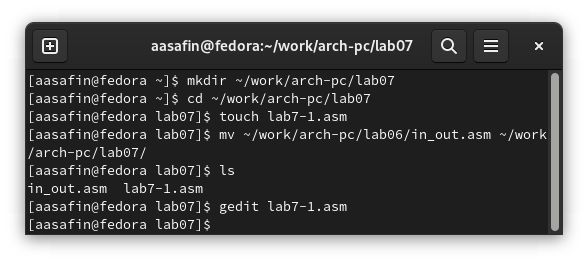 aasafin@fedora:~/work/arch-pc/lab07
[aasafin@fedora ~]$ mkdir ~/work/arch-pc/lab07
[aasafin@fedora ~]$ cd ~/work/arch-pc/lab07
[aasafin@fedora lab07]$ touch lab7-1.asm
[aasafin@fedora lab07]$ mv ~/work/arch-pc/lab06/in_out.asm ~/work
/arch-pc/lab07/
[aasafin@fedora lab07]$ ls
in_out.asm  lab7-1.asm
[aasafin@fedora lab07]$ gedit lab7-1.asm
[aasafin@fedora lab07]$